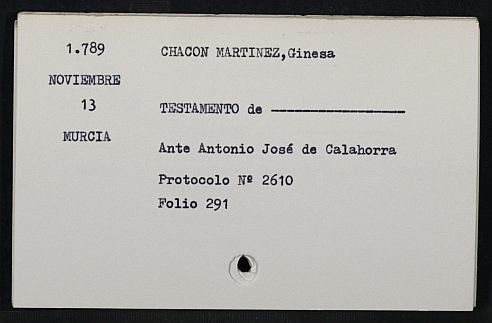 1.789 CHACON MARTINEZ,Ginesa
NOVIEMBRE
13 TESTAMENTO de ------------------
MURCIA
Ante Antonio José de Calahorra
Protocolo Nº 2610
Folio 291